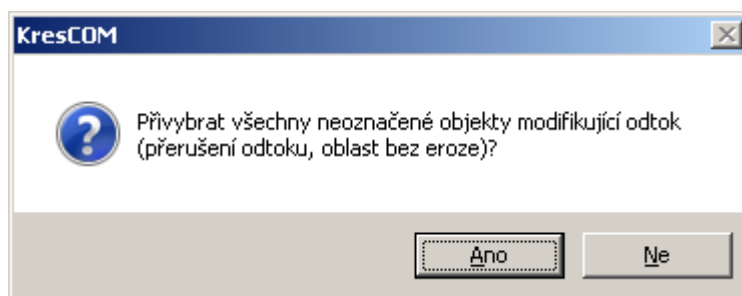 KresCOM
Přivybrat všechny neoznačené objekty modifikující odtok
(přerušení odtoku, oblast bez eroze)?
Ano
Ne